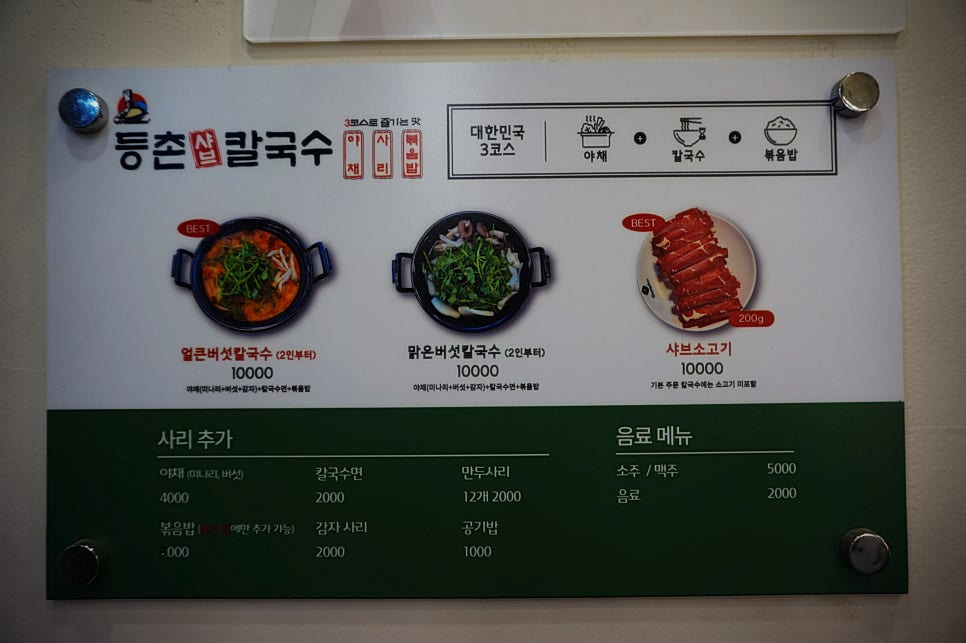 등촌샵칼국수
3코스로 즐기는 맛
야채 사리 볶음밥
대한민국
3코스
야채 + 칼국수 + 볶음밥
BEST
BEST
200g
얼큰버섯칼국수 (2인부터)
10000
야채(미나리+버섯+감자)+칼국수면+볶음밥
맑은버섯칼국수 (2인부터)
10000
야채(미나리+버섯+감자)+칼국수면+볶음밥
샤브소고기
10000
기본 주문 칼국수에는 소고기 미포함
사리 추가
야채 (미나리, 버섯)
4000
칼국수면
2000
만두사리
12개 2000
볶음밥 (에만 추가 가능)
000
감자 사리
2000
공기밥
1000
음료 메뉴
소주 / 맥주 5000
음료 2000